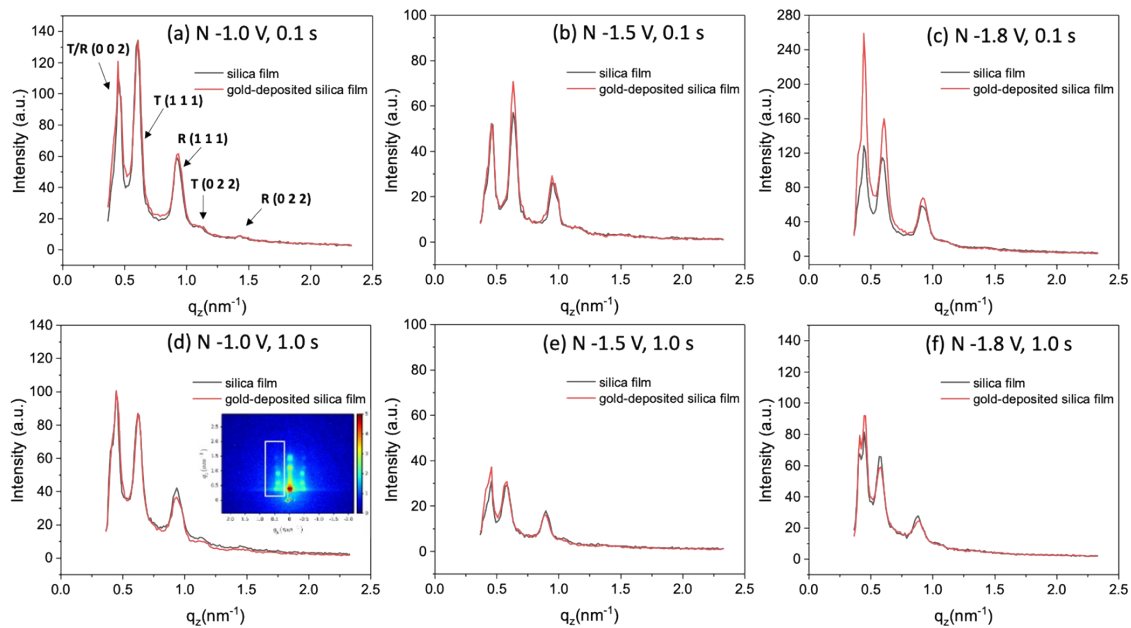 (a) N -1.0 V, 0.1 s
T/R (0 0 2)
T (1 1 1)
R (1 1 1)
T (0 2 2)
R (0 2 2)
silica film
gold-deposited silica film
Intensity (a.u.)
140
120
100
80
60
40
20
0
0.0 0.5 1.0 1.5 2.0 2.5
qz(nm-1)
(b) N -1.5 V, 0.1 s
silica film
gold-deposited silica film
Intensity (a.u.)
100
80
60
40
20
0
0.0 0.5 1.0 1.5 2.0 2.5
qz(nm-1)
(c) N -1.8 V, 0.1 s
silica film
gold-deposited silica film
Intensity (a.u.)
280
240
200
160
120
80
40
0
0.0 0.5 1.0 1.5 2.0 2.5
qz(nm-1)
(d) N -1.0 V, 1.0 s
silica film
gold-deposited silica film
Intensity (a.u.)
140
120
100
80
60
40
20
0
0.0 0.5 1.0 1.5 2.0 2.5
qz(nm-1)
(e) N -1.5 V, 1.0 s
silica film
gold-deposited silica film
Intensity (a.u.)
100
80
60
40
20
0
0.0 0.5 1.0 1.5 2.0 2.5
qz(nm-1)
(f) N -1.8 V, 1.0 s
silica film
gold-deposited silica film
Intensity (a.u.)
140
120
100
80
60
40
20
0
0.0 0.5 1.0 1.5 2.0 2.5
qz(nm-1)